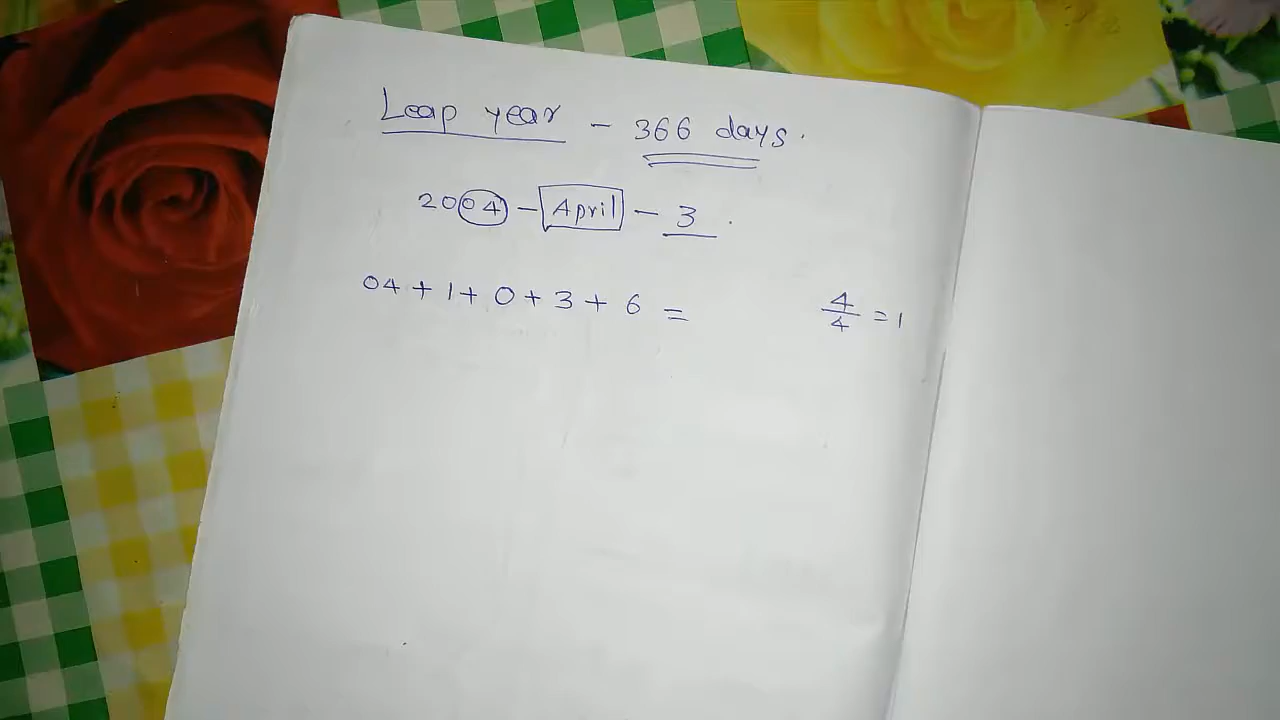 Leap year - 366 days.
2004 - April - 3.
04 + 1 + 0 + 3 + 6 =
4/4 = 1